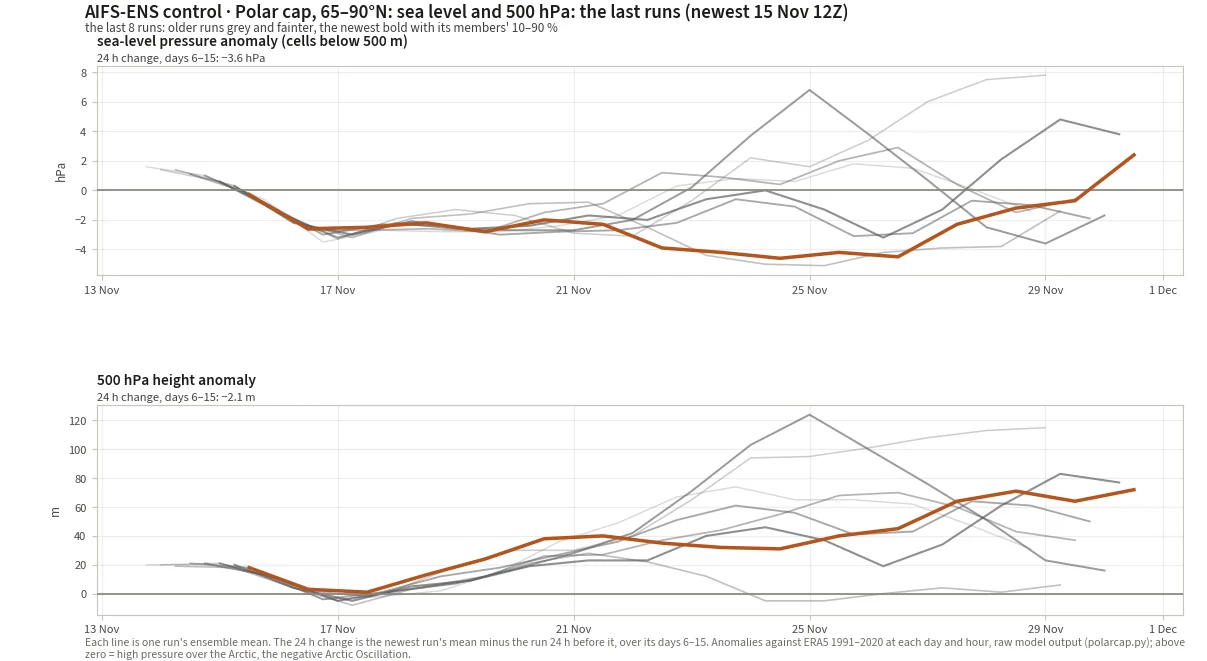 AIFS-ENS control · Polar cap, 65–90°N: sea level and 500 hPa: the last runs (newest 15 Nov 12Z)
the last 8 runs: older runs grey and fainter, the newest bold with its members' 10–90 %
sea-level pressure anomaly (cells below 500 m)
24 h change, days 6–15: −3.6 hPa
8
6
4
2
0
−2
−4
hPa
13 Nov 17 Nov 21 Nov 25 Nov 29 Nov 1 Dec
500 hPa height anomaly
24 h change, days 6–15: −2.1 m
120
100
80
60
40
20
0
m
13 Nov 17 Nov 21 Nov 25 Nov 29 Nov 1 Dec
Each line is one run's ensemble mean. The 24 h change is the newest run's mean minus the run 24 h before it, over its days 6–15. Anomalies against ERA5 1991–2020 at each day and hour, raw model output (polarcap.py); above
zero = high pressure over the Arctic, the negative Arctic Oscillation.